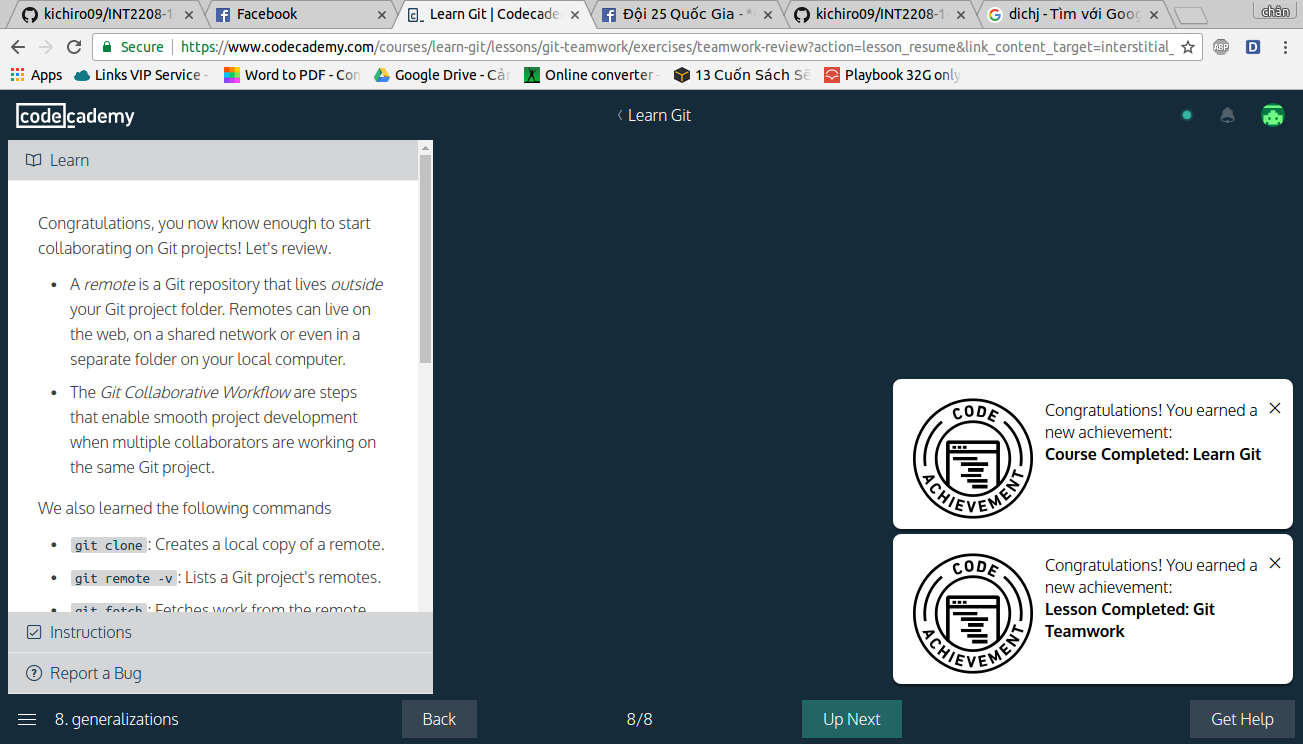 kichiro09/INT2208-1
Facebook
Learn Git | Codecade
Đội 25 Quốc Gia - *
kichiro09/INT2208-1
dichj - Tìm với Goog
chân
Secure
https://www.codecademy.com/courses/learn-git/lessons/git-teamwork/exercises/teamwork-review?action=lesson_resume&link_content_target=interstitial_
ABP
D
Apps
Links VIP Service -
Word to PDF - Con
Google Drive - Cả
Online converter -
13 Cuốn Sách
Playbook 32G only
codecademy
Learn Git
Learn
Congratulations, you now know enough to start
collaborating on Git projects! Let's review.
• A remote is a Git repository that lives outside
your Git project folder. Remotes can live on
the web, on a shared network or even in a
separate folder on your local computer.
• The Git Collaborative Workflow are steps
that enable smooth project development
when multiple collaborators are working on
the same Git project.
We also learned the following commands
• git clone: Creates a local copy of a remote.
• git remote -v: Lists a Git project's remotes.
• git fetch: Fetches work from the remote
Instructions
Report a Bug
CODE ACHIEVEMENT
Congratulations! You earned a
new achievement:
Course Completed: Learn Git
CODE ACHIEVEMENT
Congratulations! You earned a
new achievement:
Lesson Completed: Git
Teamwork
8. generalizations
Back
8/8
Up Next
Get Help